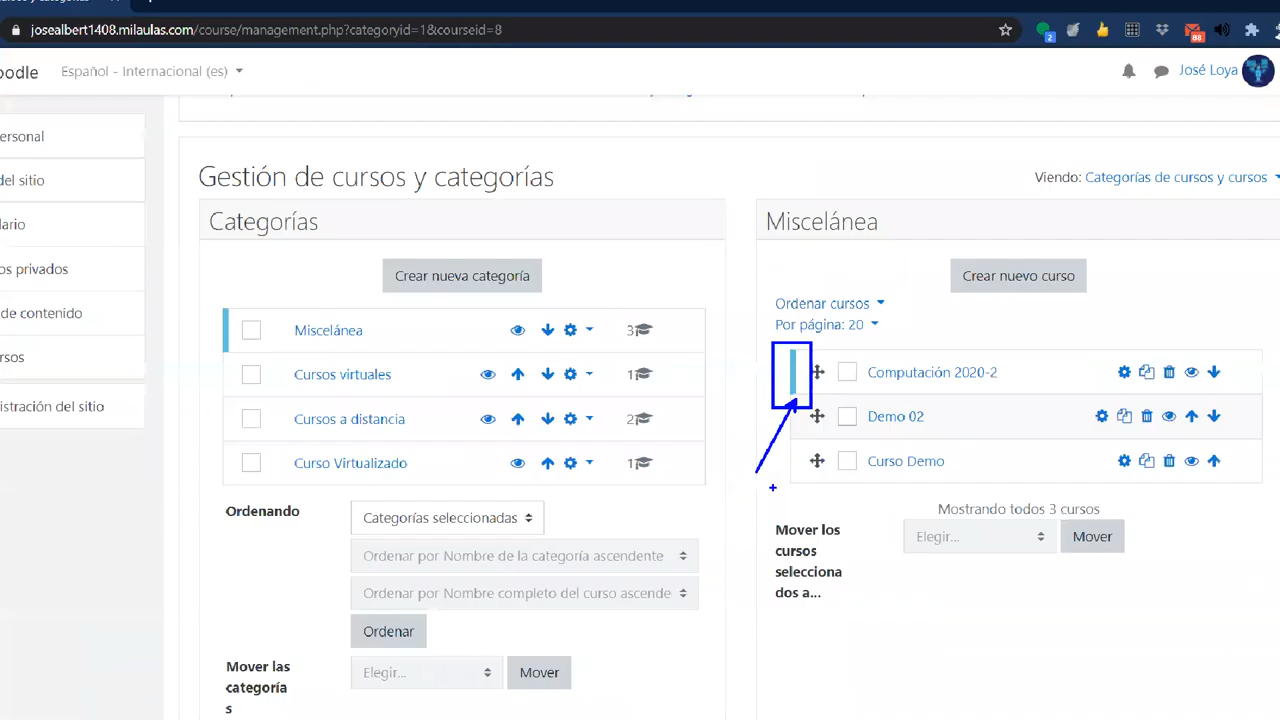 josealbert1408.milaulas.com/course/management.php?categoryid=1&courseid=8
2
88
oodle
Español - Internacional (es)
José Loya
ersonal
del sitio
dario
os privados
de contenido
rsos
istración del sitio
Gestión de cursos y categorías
Viendo: Categorías de cursos y cursos
Categorías
Crear nueva categoría
Miscelánea 3
Cursos virtuales 1
Cursos a distancia 2
Curso Virtualizado 1
Ordenando
Categorías seleccionadas
Ordenar por Nombre de la categoría ascendente
Ordenar por Nombre completo del curso ascende
Ordenar
Mover las
categoría
s
Elegir...
Mover
Miscelánea
Crear nuevo curso
Ordenar cursos
Por página: 20
Computación 2020-2
Demo 02
Curso Demo
Mostrando todos 3 cursos
Mover los
cursos
selecciona
dos a...
Elegir...
Mover